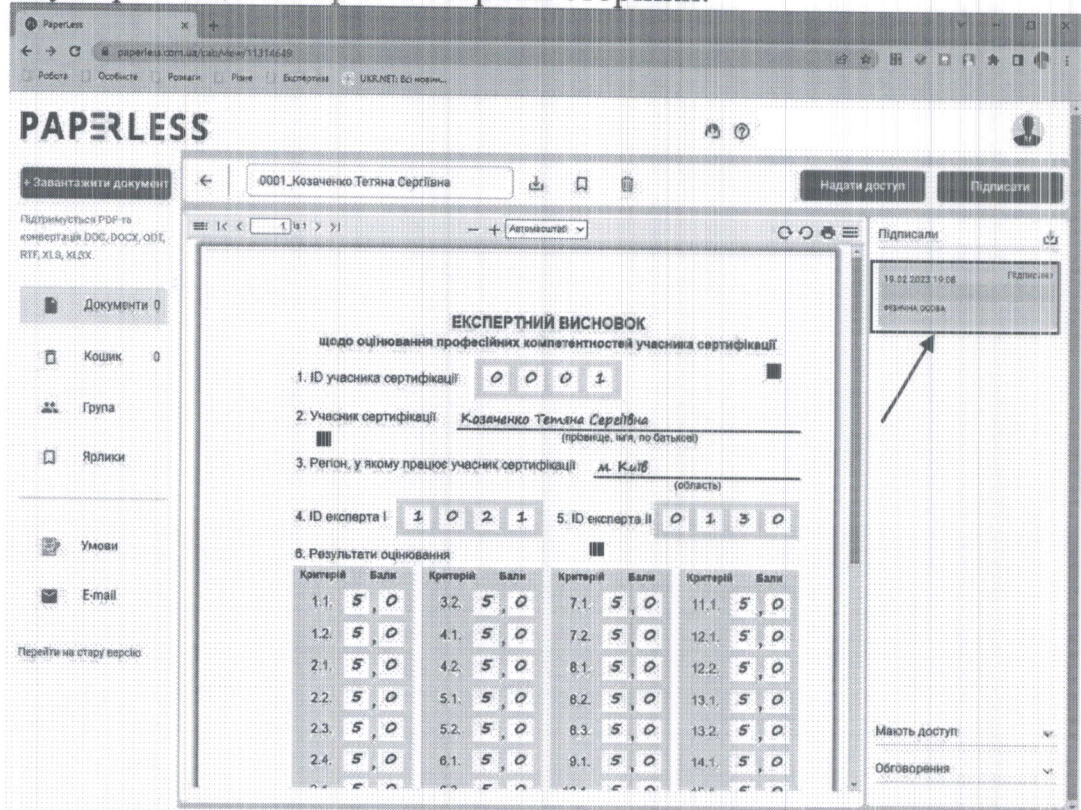 PaperLess
paperless.com.ua/cab/view/11314649
Робота Особисте Розваги Різне Експертиза UKR.NET: Всі новин...
PAPERLESS
+ Завантажити документ
0001_Козаченко Тетяна Сергіївна
Надати доступ
Підписати
Підтримується PDF та
конвертація DOC, DOCX, ODT,
RTF, XLS, XLSX.
1 із 1
Автомасштаб
Підписали
19.02.2023 19:08 Підписант
ФІЗИЧНА ОСОБА
Документи 0
Кошик 0
Група
Ярлики
Умови
E-mail
Перейти на стару версію
ЕКСПЕРТНИЙ ВИСНОВОК
щодо оцінювання професійних компетентностей учасника сертифікації
1. ID учасника сертифікації 0 0 0 1
2. Учасник сертифікації Козаченко Тетяна Сергіївна
(прізвище, ім'я, по батькові)
3. Регіон, у якому працює учасник сертифікації м. Київ
(область)
4. ID експерта I 1 0 2 1 5. ID експерта II 0 1 3 0
6. Результати оцінювання
Критерій Бали Критерій Бали Критерій Бали Критерій Бали
1.1. 5,0 3.2. 5,0 7.1. 5,0 11.1. 5,0
1.2. 5,0 4.1. 5,0 7.2. 5,0 12.1. 5,0
2.1. 5,0 4.2. 5,0 8.1. 5,0 12.2. 5,0
2.2. 5,0 5.1. 5,0 8.2. 5,0 13.1. 5,0
2.3. 5,0 5.2. 5,0 8.3. 5,0 13.2. 5,0
2.4. 5,0 6.1. 5,0 9.1. 5,0 14.1. 5,0
Мають доступ
Обговорення